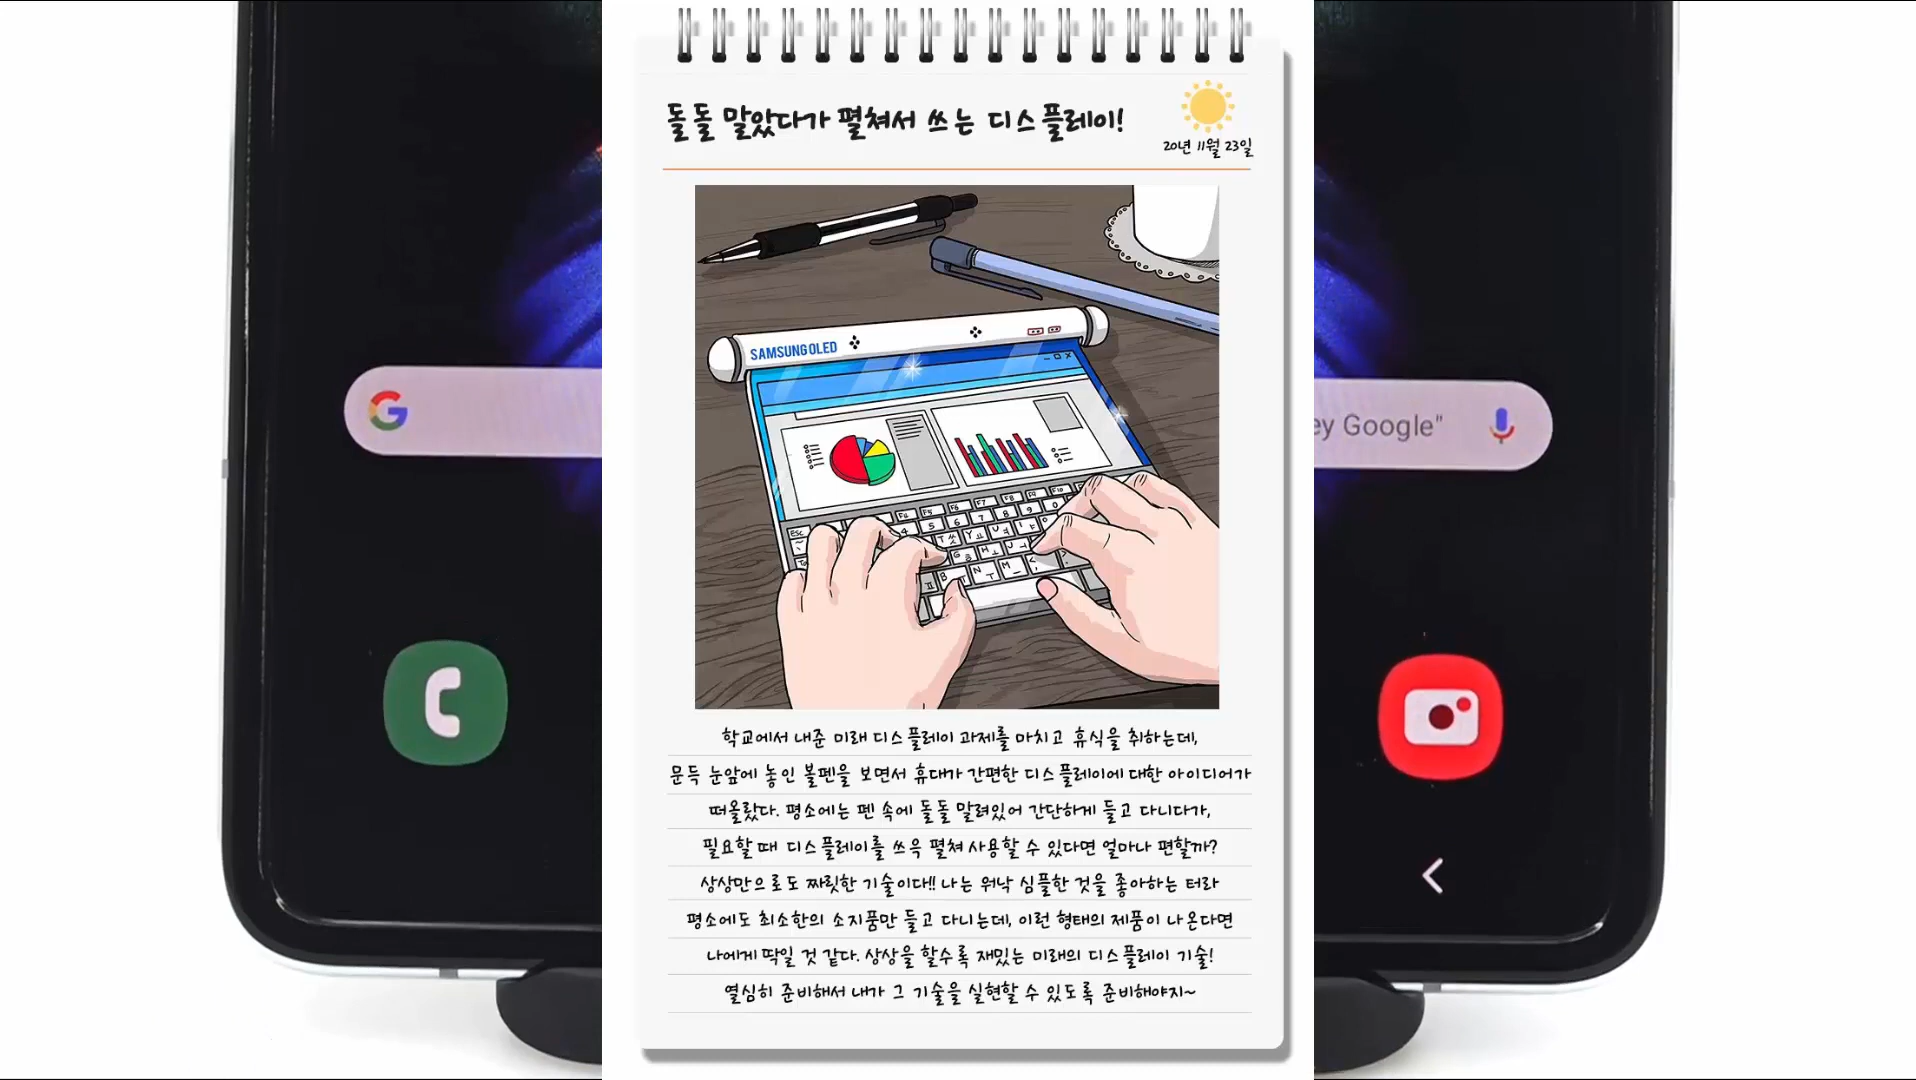 돌돌 말았다가 펼쳐서 쓰는 디스플레이!
20년 11월 23일
SAMSUNG OLED
ey Google"
학교에서 내준 미래 디스플레이 과제를 마치고 휴식을 취하는데,
문득 눈앞에 놓인 볼펜을 보면서 휴대가 간편한 디스플레이에 대한 아이디어가
떠올랐다. 평소에는 펜 속에 돌돌 말려있어 간단하게 들고 다니다가,
필요할 때 디스플레이를 쓰윽 펼쳐 사용할 수 있다면 얼마나 편할까?
상상만으로도 짜릿한 기술이다!! 나는 워낙 심플한 것을 좋아하는 터라
평소에도 최소한의 소지품만 들고 다니는데, 이런 형태의 제품이 나온다면
나에게 딱일 것 같다. 상상을 할수록 재밌는 미래의 디스플레이 기술!
열심히 준비해서 내가 그 기술을 실현할 수 있도록 준비해야지~